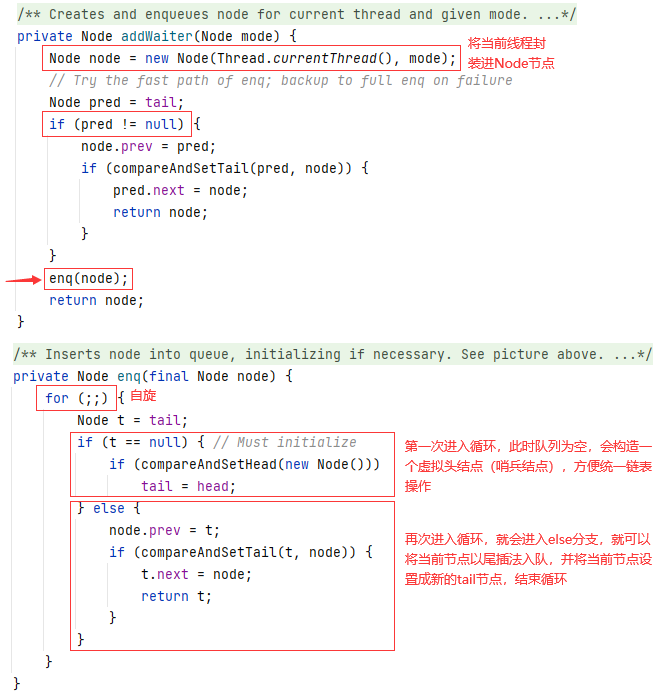 /** Creates and enqueues node for current thread and given mode. ...*/
private Node addWaiter(Node mode) {
Node node = new Node(Thread.currentThread(), mode);
将当前线程封
装进Node节点
// Try the fast path of enq; backup to full enq on failure
Node pred = tail;
if (pred != null) {
node.prev = pred;
if (compareAndSetTail(pred, node)) {
pred.next = node;
return node;
}
}
enq(node);
return node;
}
/** Inserts node into queue, initializing if necessary. See picture above. ...*/
private Node enq(final Node node) {
for (;;) {
自旋
Node t = tail;
if (t == null) { // Must initialize
if (compareAndSetHead(new Node()))
tail = head;
第一次进入循环，此时队列为空，会构造一
个虚拟头结点（哨兵结点），方便统一链表
操作
} else {
node.prev = t;
if (compareAndSetTail(t, node)) {
t.next = node;
return t;
}
}
再次进入循环，就会进入else分支，就可以
将当前节点以尾插法入队，并将当前节点设
置成新的tail节点，结束循环
}
}